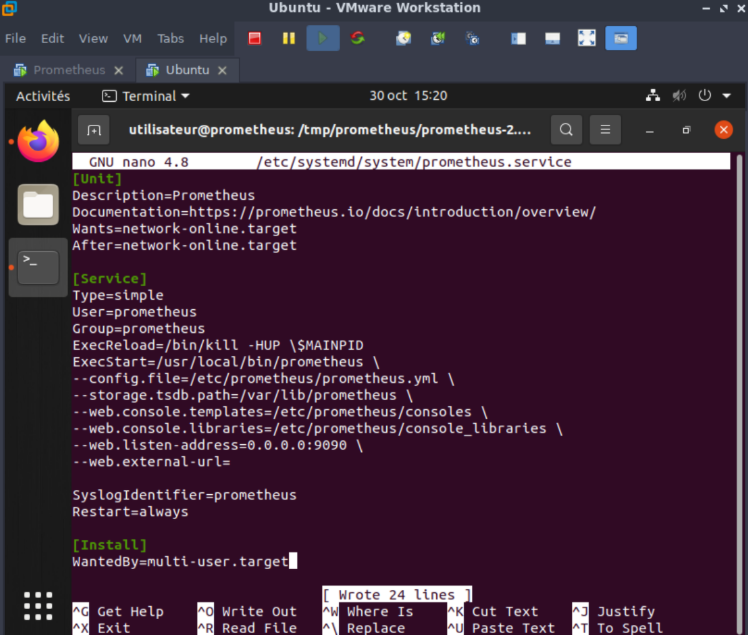 Ubuntu - VMware Workstation
File Edit View VM Tabs Help
Prometheus
Ubuntu
Activités
Terminal
30 oct 15:20
utilisateur@prometheus: /tmp/prometheus/prometheus-2....
GNU nano 4.8 /etc/systemd/system/prometheus.service
[Unit]
Description=Prometheus
Documentation=https://prometheus.io/docs/introduction/overview/
Wants=network-online.target
After=network-online.target
[Service]
Type=simple
User=prometheus
Group=prometheus
ExecReload=/bin/kill -HUP \$MAINPID
ExecStart=/usr/local/bin/prometheus \
--config.file=/etc/prometheus/prometheus.yml \
--storage.tsdb.path=/var/lib/prometheus \
--web.console.templates=/etc/prometheus/consoles \
--web.console.libraries=/etc/prometheus/console_libraries \
--web.listen-address=0.0.0.0:9090 \
--web.external-url=
SyslogIdentifier=prometheus
Restart=always
[Install]
WantedBy=multi-user.target
[ Wrote 24 lines ]
^G Get Help ^O Write Out ^W Where Is ^K Cut Text ^J Justify
^X Exit ^R Read File ^\ Replace ^U Paste Text ^T To Spell